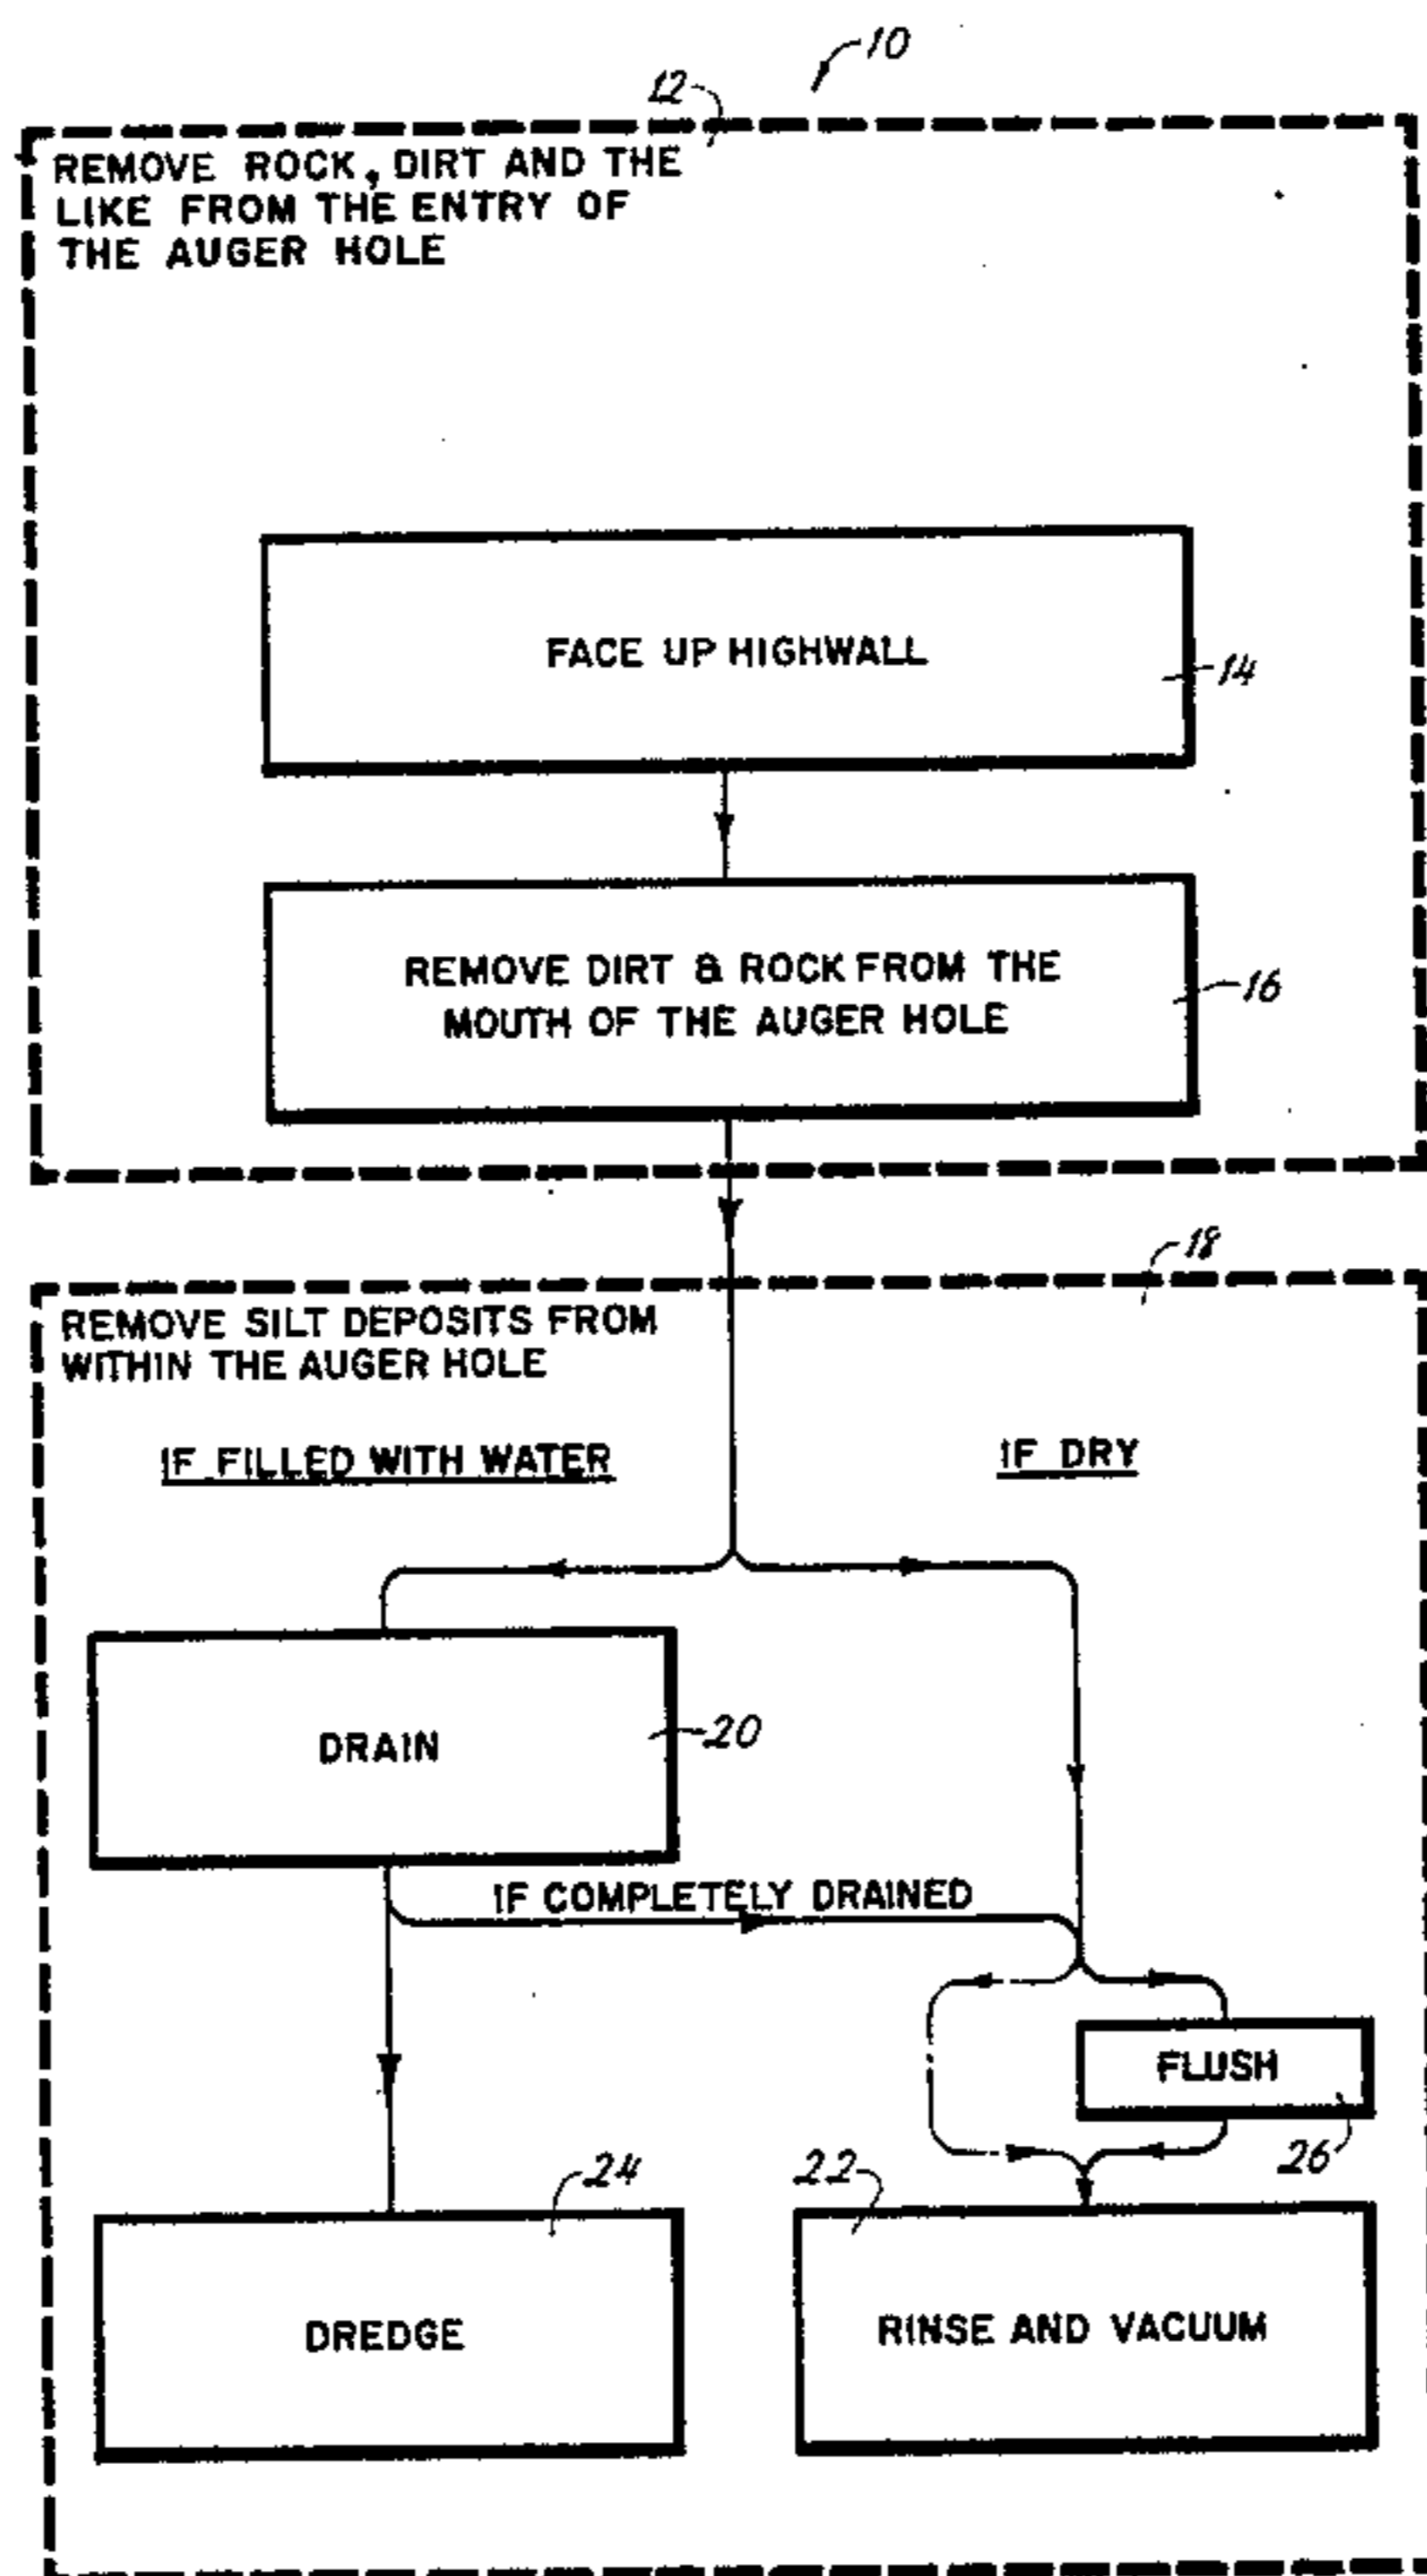 10
12
REMOVE ROCK, DIRT AND THE
LIKE FROM THE ENTRY OF
THE AUGER HOLE
FACE UP HIGHWALL
14
REMOVE DIRT & ROCK FROM THE
MOUTH OF THE AUGER HOLE
16
18
REMOVE SILT DEPOSITS FROM
WITHIN THE AUGER HOLE
IF FILLED WITH WATER
IF DRY
DRAIN
20
IF COMPLETELY DRAINED
FLUSH
26
24
22
DREDGE
RINSE AND VACUUM